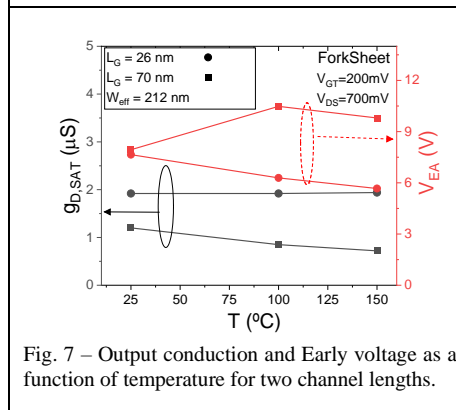 L_G = 26 nm
L_G = 70 nm
W_eff = 212 nm
ForkSheet
V_GT=200mV
V_DS=700mV
5
4
3
2
1
0
g_D,SAT (µS)
12
9
6
3
0
V_EA (V)
25 50 75 100 125 150
T (ºC)
Fig. 7 – Output conduction and Early voltage as a
function of temperature for two channel lengths.